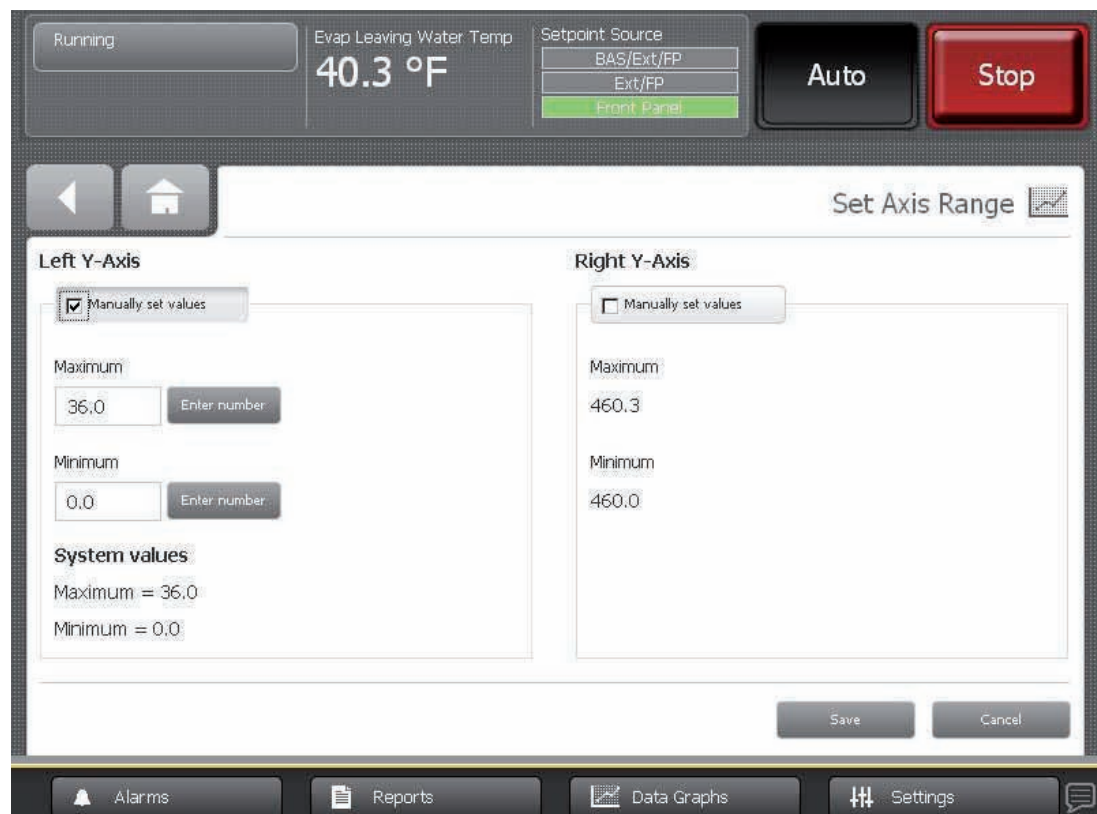 Running
Evap Leaving Water Temp
40.3 °F
Setpoint Source
BAS/Ext/FP
Ext/FP
Front Panel
Auto
Stop
Set Axis Range
Left Y-Axis
Manually set values
Maximum
36.0
Enter number
Minimum
0.0
Enter number
System values
Maximum = 36.0
Minimum = 0.0
Right Y-Axis
Manually set values
Maximum
460.3
Minimum
460.0
Save
Cancel
Alarms
Reports
Data Graphs
Settings